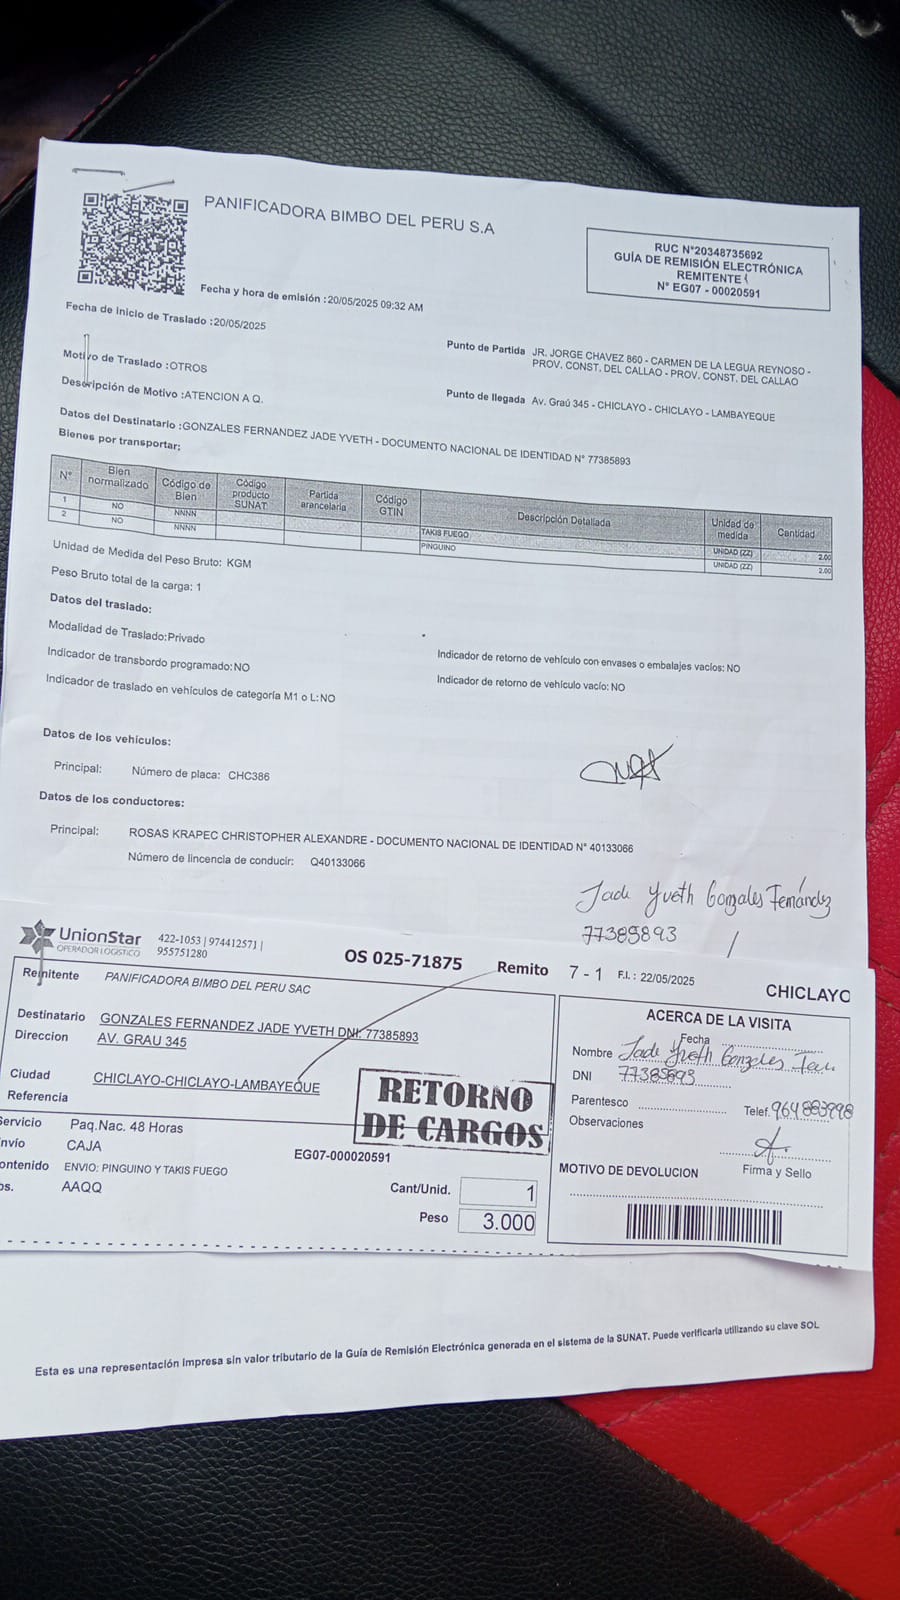 PANIFICADORA BIMBO DEL PERU S.A
RUC N°20348735692
GUÍA DE REMISIÓN ELECTRÓNICA
REMITENTE
N° EG07 - 00020591
Fecha y hora de emisión :20/05/2025 09:32 AM
Fecha de Inicio de Traslado :20/05/2025
Motivo de Traslado :OTROS
Descripción de Motivo :ATENCION A Q.
Punto de Partida JR. JORGE CHAVEZ 860 - CARMEN DE LA LEGUA REYNOSO -
PROV. CONST. DEL CALLAO - PROV. CONST. DEL CALLAO
Punto de llegada Av. Graú 345 - CHICLAYO - CHICLAYO - LAMBAYEQUE
Datos del Destinatario :GONZALES FERNANDEZ JADE YVETH - DOCUMENTO NACIONAL DE IDENTIDAD N° 77385893
Bienes por transportar:
N° Bien normalizado Código de Bien Código producto SUNAT Partida arancelaria Código GTIN Descripción Detallada Unidad de medida Cantidad
1 NO NNNN TAKIS FUEGO UNIDAD (ZZ) 2.00
2 NO NNNN PINGUINO UNIDAD (ZZ) 2.00
Unidad de Medida del Peso Bruto: KGM
Peso Bruto total de la carga: 1
Datos del traslado:
Modalidad de Traslado:Privado
Indicador de transbordo programado:NO
Indicador de traslado en vehículos de categoría M1 o L:NO
Indicador de retorno de vehículo con envases o embalajes vacíos: NO
Indicador de retorno de vehículo vacío: NO
Datos de los vehículos:
Principal: Número de placa: CHC386
Datos de los conductores:
Principal: ROSAS KRAPEC CHRISTOPHER ALEXANDRE - DOCUMENTO NACIONAL DE IDENTIDAD N° 40133066
Número de lincencia de conducir: Q40133066
Jade Yveth Gonzales Fernández
77385893
UnionStar
OPERADOR LOGISTICO
422-1053 | 974412571 |
955751280
OS 025-71875 Remito 7 - 1 F.I. : 22/05/2025
CHICLAYO
Remitente PANIFICADORA BIMBO DEL PERU SAC
Destinatario GONZALES FERNANDEZ JADE YVETH DNI: 77385893
Direccion AV. GRAU 345
Ciudad CHICLAYO-CHICLAYO-LAMBAYEQUE
Referencia
RETORNO
DE CARGOS
Servicio Paq.Nac. 48 Horas
nvío CAJA
EG07-000020591
ontenido ENVIO: PINGUINO Y TAKIS FUEGO
os. AAQQ
Cant/Unid. 1
Peso 3.000
ACERCA DE LA VISITA
Fecha
Nombre Jade Yveth Gonzales
DNI 77385893
Parentesco
Telef. 964883998
Observaciones
Firma y Sello
MOTIVO DE DEVOLUCION
Esta es una representación impresa sin valor tributario de la Guía de Remisión Electrónica generada en el sistema de la SUNAT. Puede verificarla utilizando su clave SOL